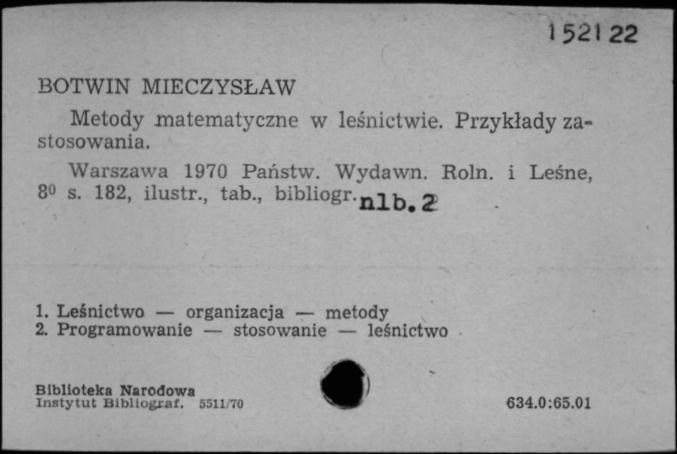 152122
BOTWIN MIECZYSŁAW
Metody matematyczne w leśnictwie. Przykłady za-
stosowania.
Warszawa 1970 Państw. Wydawn. Roln. i Leśne,
8⁰ s. 182, ilustr., tab., bibliogr. nlb. 2
1. Leśnictwo — organizacja — metody
2. Programowanie — stosowanie — leśnictwo
Biblioteka Narodowa
Instytut Bibliograf. 5511/70
634.0:65.01